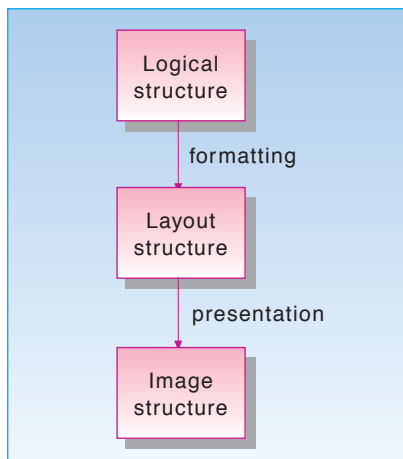 Logical
structure
formatting
Layout
structure
presentation
Image
structure